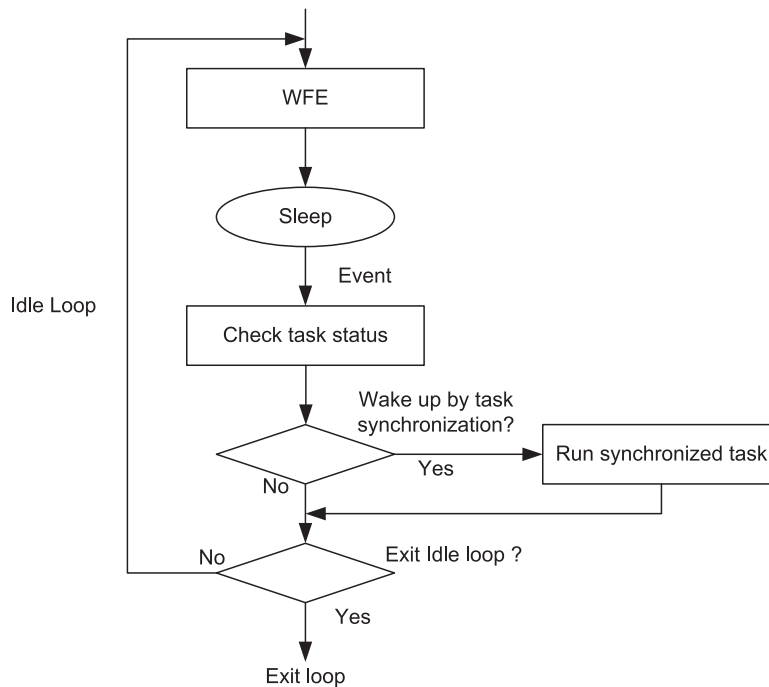 WFE
Sleep
Event
Idle Loop
Check task status
Wake up by task
synchronization?
Run synchronized task
Yes
No
No
Exit Idle loop ?
Yes
Exit loop